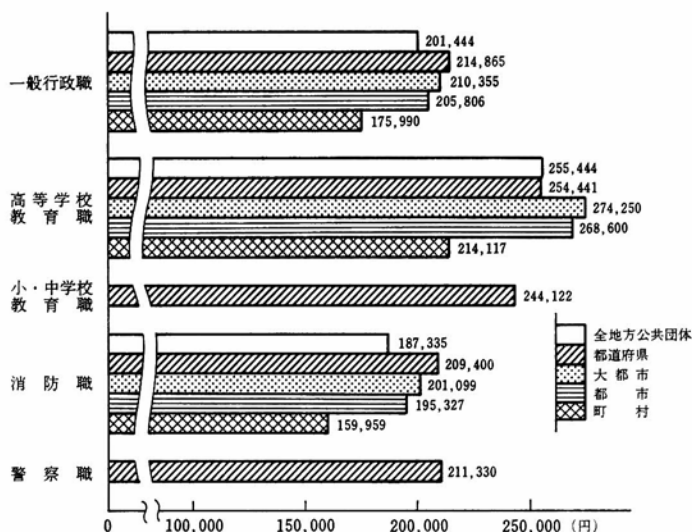 201,444
214,865
一般行政職
210,355
205,806
175,990
255,444
254,441
高等学校
教育職
274,250
268,600
214,117
小・中学校
教育職
244,122
187,335
209,400
消防職
201,099
195,327
159,959
警察職
211,330
全地方公共団体
都道府県
大都市
都市
町村
0 100,000 150,000 200,000 250,000 (円)